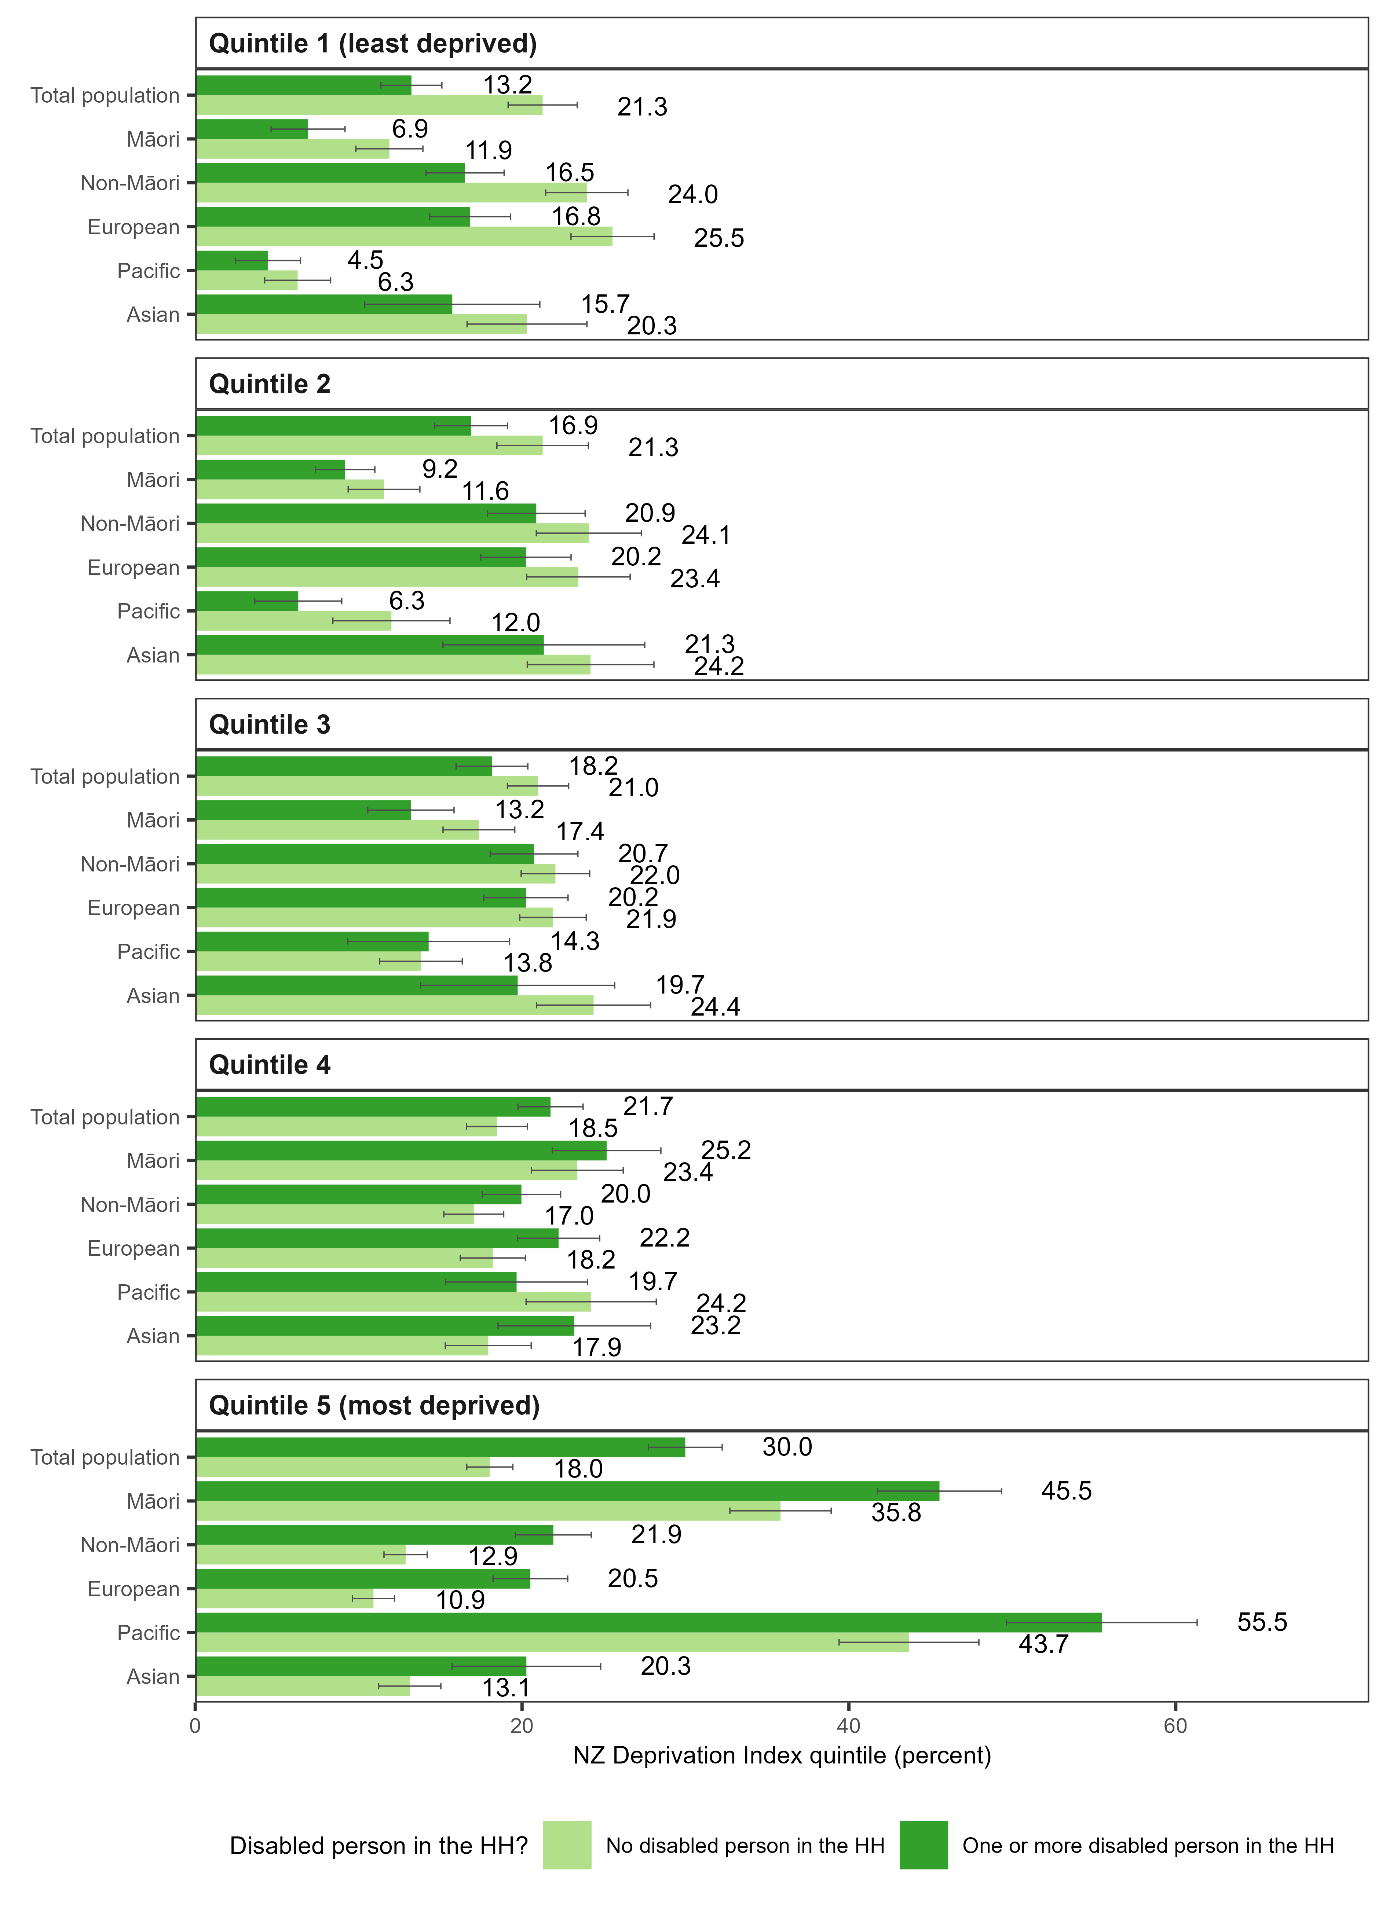 Quintile 1 (least deprived)
Total population
13.2
21.3
Māori
6.9
11.9
Non-Māori
16.5
24.0
European
16.8
25.5
Pacific
4.5
6.3
Asian
15.7
20.3
Quintile 2
Total population
16.9
21.3
Māori
9.2
11.6
Non-Māori
20.9
24.1
European
20.2
23.4
Pacific
6.3
12.0
Asian
21.3
24.2
Quintile 3
Total population
18.2
21.0
Māori
13.2
17.4
Non-Māori
20.7
22.0
European
20.2
21.9
Pacific
14.3
13.8
Asian
19.7
24.4
Quintile 4
Total population
21.7
18.5
Māori
25.2
23.4
Non-Māori
20.0
17.0
European
22.2
18.2
Pacific
19.7
24.2
Asian
23.2
17.9
Quintile 5 (most deprived)
Total population
30.0
18.0
Māori
45.5
35.8
Non-Māori
21.9
12.9
European
20.5
10.9
Pacific
55.5
43.7
Asian
20.3
13.1
0 20 40 60
NZ Deprivation Index quintile (percent)
Disabled person in the HH? No disabled person in the HH One or more disabled person in the HH